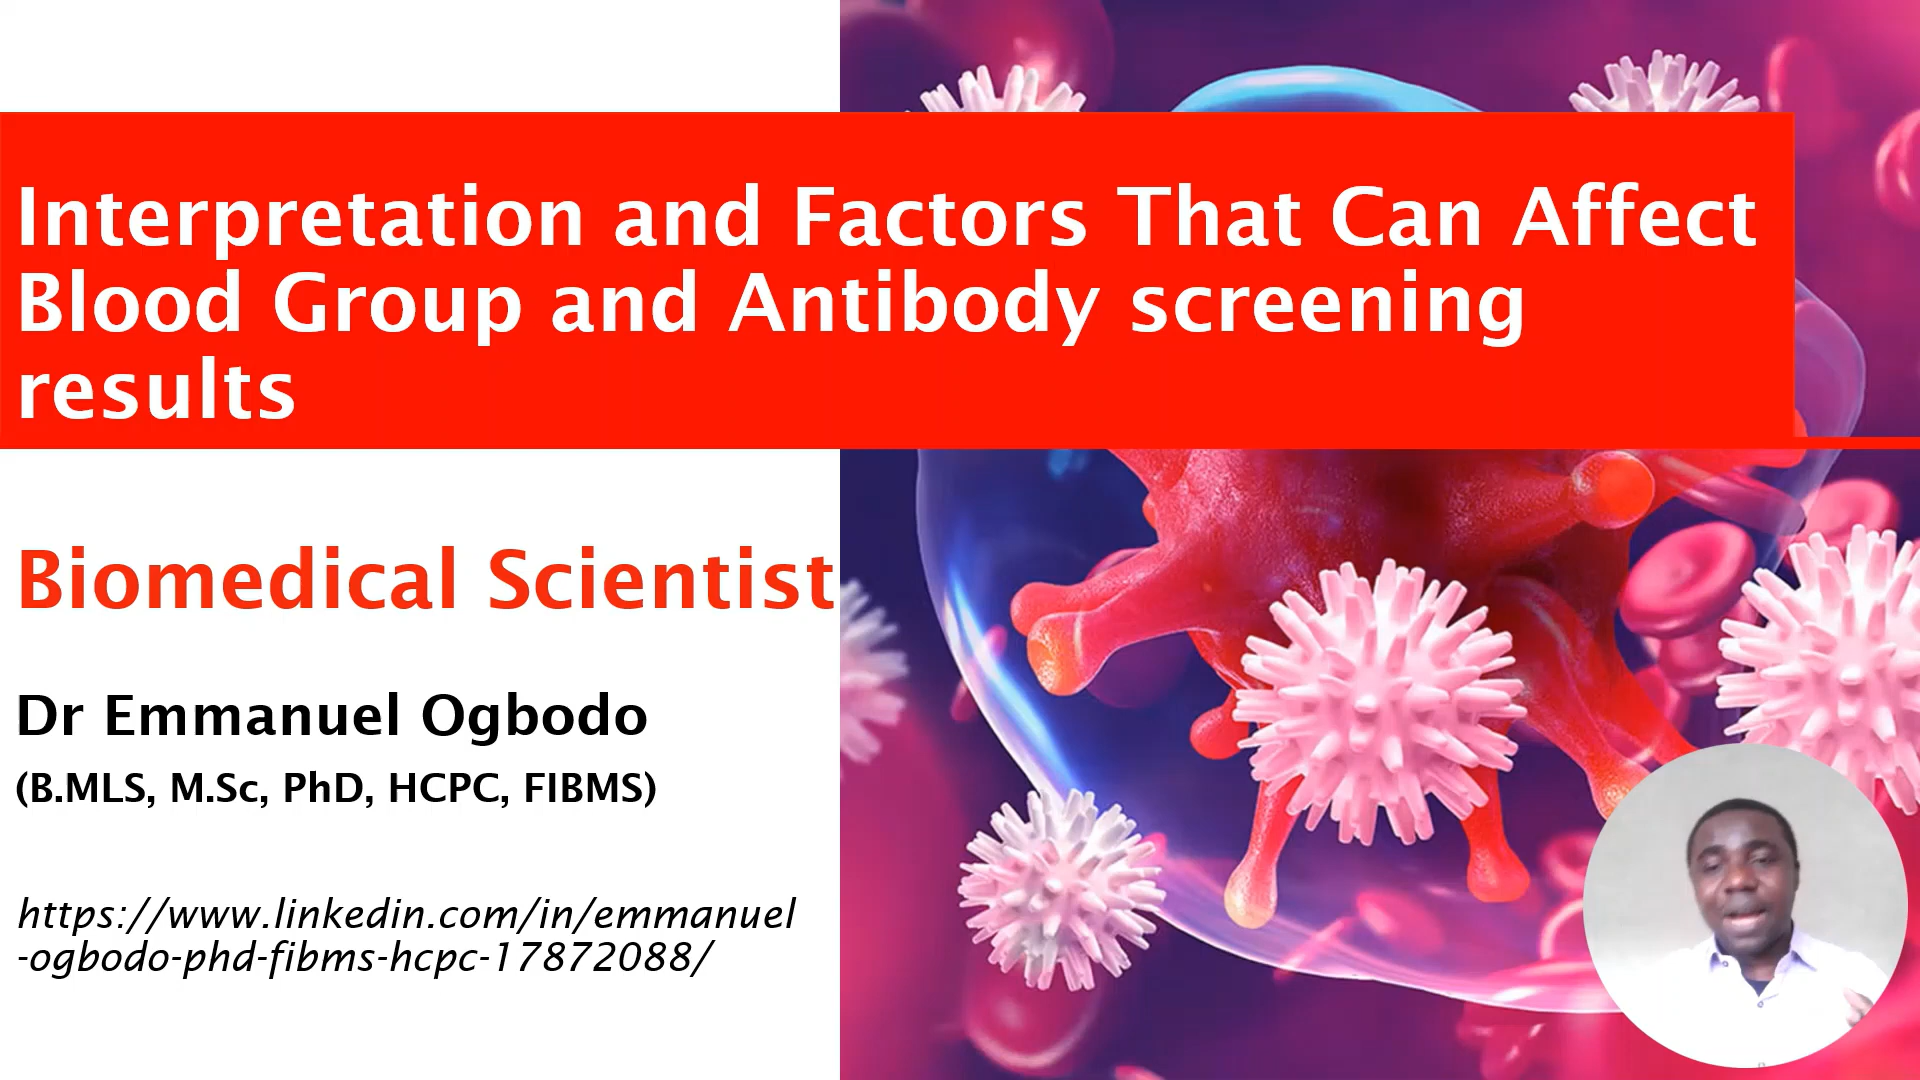 Interpretation and Factors That Can Affect
Blood Group and Antibody screening
results
Biomedical Scientist
Dr Emmanuel Ogbodo
(B.MLS, M.Sc, PhD, HCPC, FIBMS)
https://www.linkedin.com/in/emmanuel
-ogbodo-phd-fibms-hcpc-17872088/